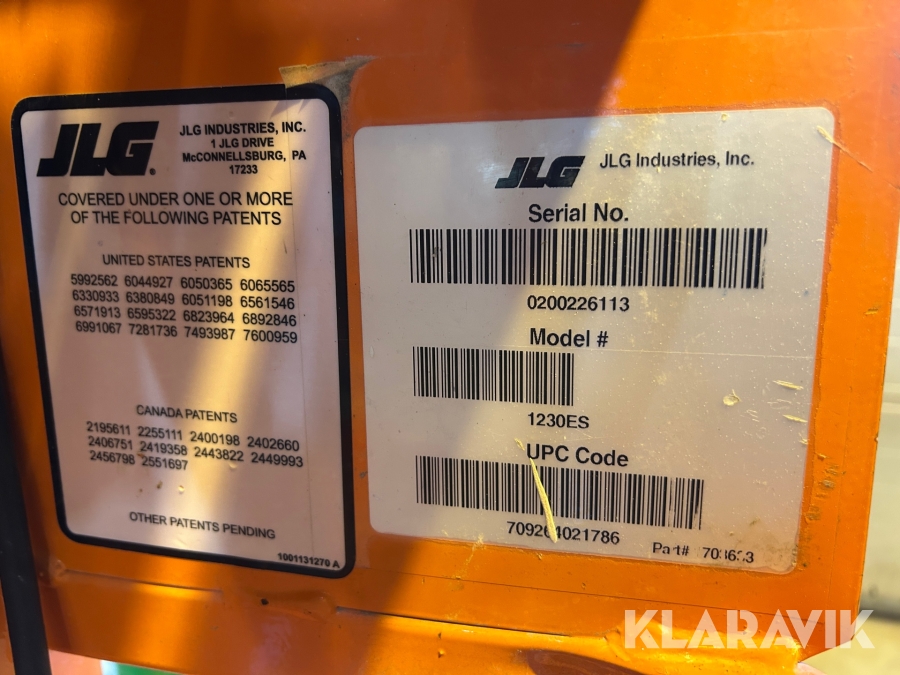 JLG
JLG INDUSTRIES, INC.
1 JLG DRIVE
McCONNELLSBURG, PA
17233
COVERED UNDER ONE OR MORE
OF THE FOLLOWING PATENTS
UNITED STATES PATENTS
5992562 6044927 6050365 6065565
6330933 6380849 6051198 6561546
6571913 6595322 6823964 6892846
6991067 7281736 7493987 7600959
CANADA PATENTS
2195611 2255111 2400198 2402660
2406751 2419358 2443822 2449993
2456798 2551697
OTHER PATENTS PENDING
1001131270 A
JLG JLG Industries, Inc.
Serial No.
0200226113
Model #
1230ES
UPC Code
Part#
KLARAVIK